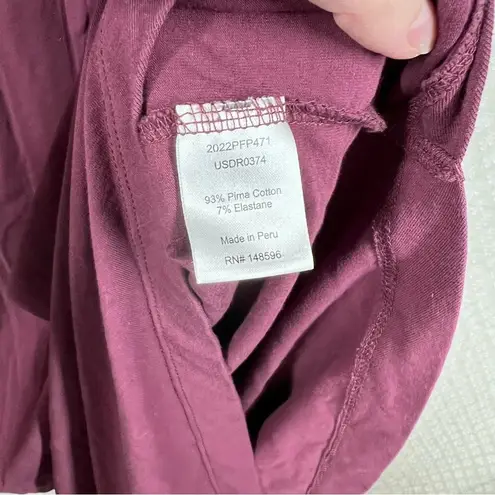 2022PFP471
USDR0374
93% Pima Cotton
7% Elastane
Made in Peru
RN# 148596